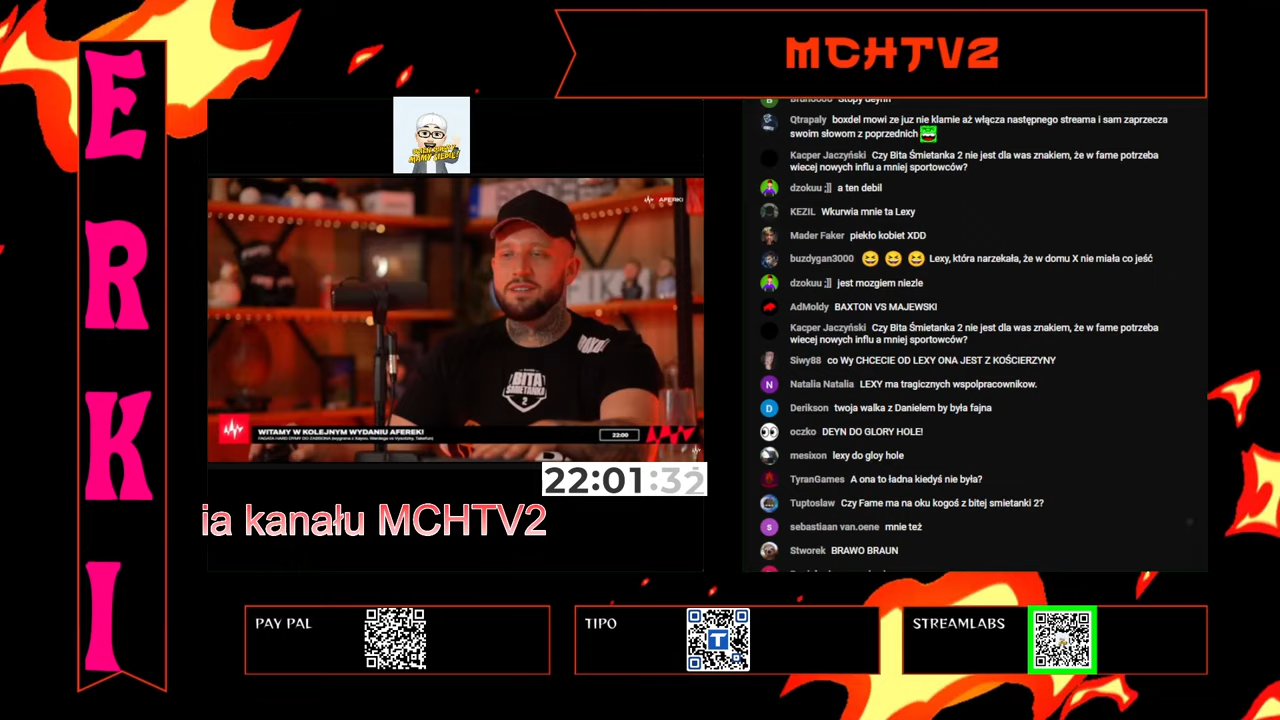 ERKI
MCHTV2
MAMY CIEBIE!
AFERKI
BITA
ŚMIETANKA
2
WITAMY W KOLEJNYM WYDANIU AFEREK!
22:00
22:01:32
ia kanału MCHTV2
Qtrapaly boxdel mowi ze juz nie klamie aż włącza następnego streama i sam zaprzecza
swoim słowom z poprzednich
Kacper Jaczyński Czy Bita Śmietanka 2 nie jest dla was znakiem, że w fame potrzeba
wiecej nowych influ a mniej sportowców?
dzokuu ;]] a ten debil
KEZIL Wkurwia mnie ta Lexy
Mader Faker piekło kobiet XDD
buzdygan3000 😆 😆 😆 Lexy, która narzekała, że w domu X nie miała co jeść
dzokuu ;]] jest mozgiem niezle
AdMoldy BAXTON VS MAJEWSKI
Kacper Jaczyński Czy Bita Śmietanka 2 nie jest dla was znakiem, że w fame potrzeba
wiecej nowych influ a mniej sportowców?
Siwy88 co Wy CHCECIE OD LEXY ONA JEST Z KOŚCIERZYNY
N Natalia Natalia LEXY ma tragicznych wspolpracownikow.
D Derikson twoja walka z Danielem by była fajna
oczko DEYN DO GLORY HOLE!
mesixon lexy do gloy hole
TyranGames A ona to ładna kiedyś nie była?
Tuptoslaw Czy Fame ma na oku kogoś z bitej smietanki 2?
s sebastiaan van.oene mnie też
Stworek BRAWO BRAUN
PAY PAL
TIPO
T
STREAMLABS